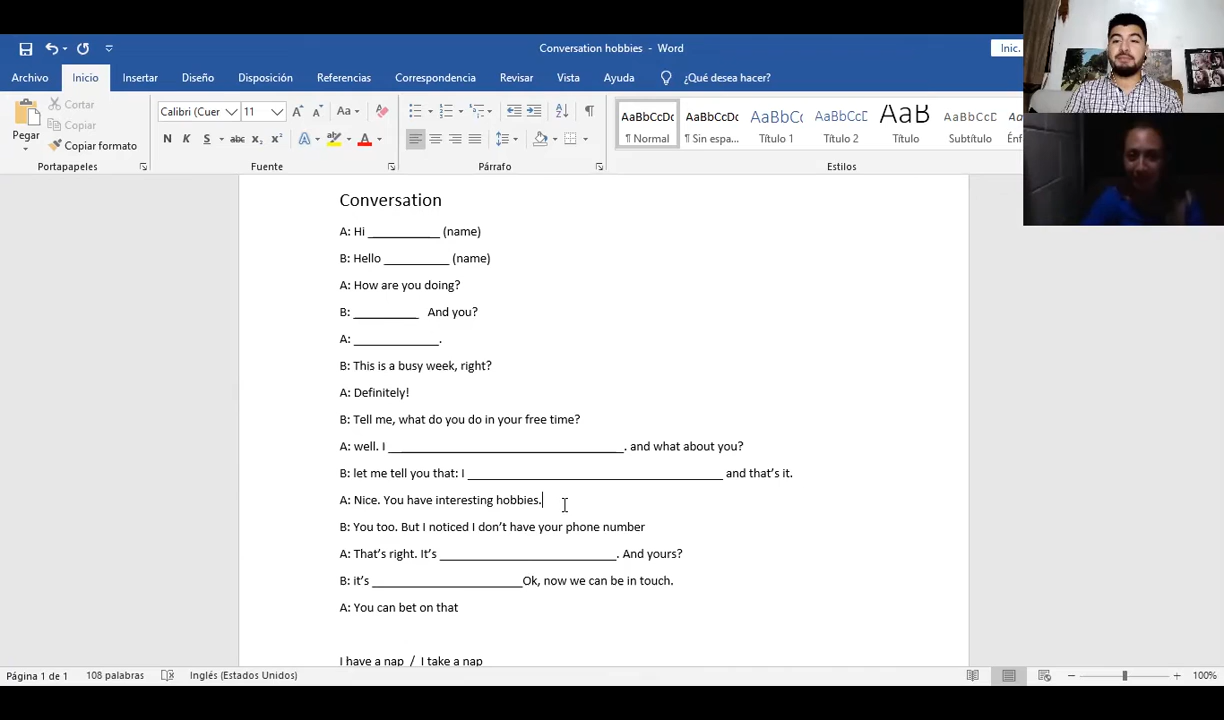 Conversation hobbies - Word
Inic.
Archivo Inicio Insertar Diseño Disposición Referencias Correspondencia Revisar Vista Ayuda ¿Qué desea hacer?
Pegar
Cortar
Copiar
Copiar formato
Portapapeles
Calibri (Cuer 11
N K S abc x₂ x²
Fuente
Párrafo
AaBbCcDc AaBbCcDc AaBbCc AaBbCcD AaB AaBbCcD
¶ Normal ¶ Sin espa... Título 1 Título 2 Título Subtítulo Énf
Estilos
Conversation
A: Hi ___________ (name)
B: Hello __________ (name)
A: How are you doing?
B: __________ And you?
A: _____________.
B: This is a busy week, right?
A: Definitely!
B: Tell me, what do you do in your free time?
A: well. I ____________________________________. and what about you?
B: let me tell you that: I _______________________________________ and that’s it.
A: Nice. You have interesting hobbies.
B: You too. But I noticed I don’t have your phone number
A: That’s right. It’s ___________________________. And yours?
B: it’s _______________________Ok, now we can be in touch.
A: You can bet on that
I have a nap / I take a nap
Página 1 de 1 108 palabras Inglés (Estados Unidos) 100%